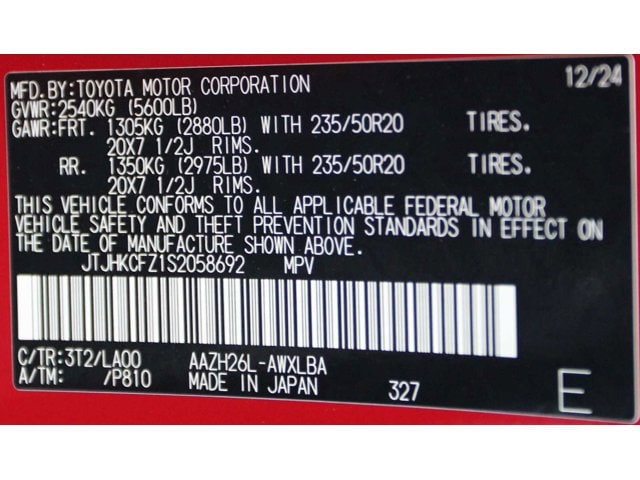 MFD.BY:TOYOTA MOTOR CORPORATION 12/24
GVWR:2540KG (5600LB)
GAWR:FRT. 1305KG (2880LB) WITH 235/50R20 TIRES.
20X7 1/2J RIMS.
RR. 1350KG (2975LB) WITH 235/50R20 TIRES.
20X7 1/2J RIMS.
THIS VEHICLE CONFORMS TO ALL APPLICABLE FEDERAL MOTOR
VEHICLE SAFETY AND THEFT PREVENTION STANDARDS IN EFFECT ON
THE DATE OF MANUFACTURE SHOWN ABOVE.
JTJHKCFZ1S2058692 MPV
C/TR:3T2/LA00 AAZH26L-AWXLBA
A/TM: /P810 MADE IN JAPAN 327 E